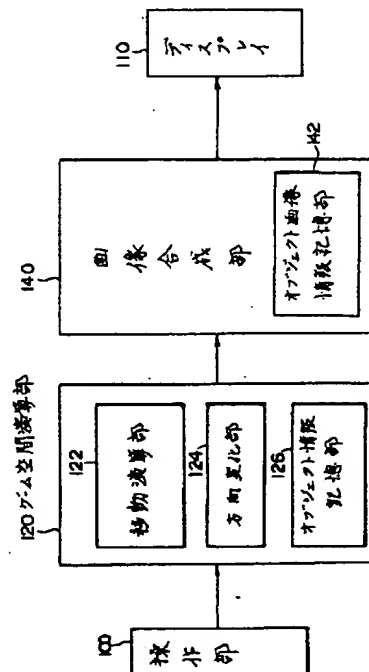 100
操作部
120 ゲーム空間演算部
122
移動演算部
124
方向変化部
126
オブジェクト情報
記憶部
140
画像合成部
142
オブジェクト画像
情報記憶部
110
ディスプレイ